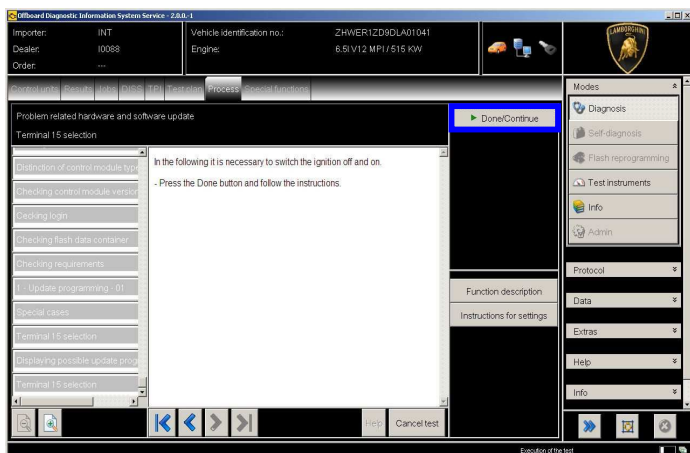 Offboard Diagnostic Information System Service - 2.0.0.-1
Importer: INT
Dealer: 10088
Order: ---
Vehicle identification no.: ZHWER1ZD9DLA01041
Engine: 6.5l V12 MPI / 515 KW
LAMBORGHINI
Control units Results Jobs DISS TPI Test plan Process Special functions
Problem related hardware and software update
Terminal 15 selection
Done/Continue
Distinction of control module type
Checking control module version
Cecking login
Checking flash data container
Checking requirements
1 - Update programming - 01
Special cases
Terminal 15 selection
Displaying possible update prog
Terminal 15 selection
In the following it is necessary to switch the ignition off and on.
- Press the Done button and follow the instructions.
Function description
Instructions for settings
Help
Cancel test
Modes
Diagnosis
Self-diagnosis
Flash reprogramming
Test instruments
Info
Admin
Protocol
Data
Extras
Help
Info
Execution of the test